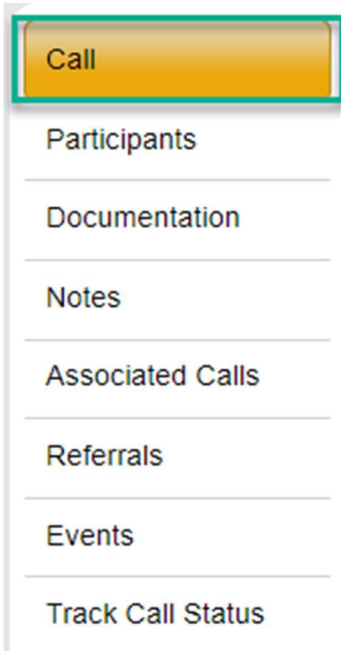 Call
Participants
Documentation
Notes
Associated Calls
Referrals
Events
Track Call Status